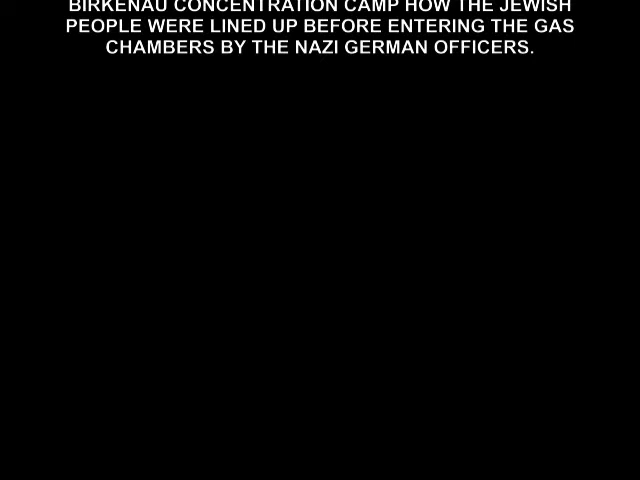 BIRKENAU CONCENTRATION CAMP HOW THE JEWISH
PEOPLE WERE LINED UP BEFORE ENTERING THE GAS
CHAMBERS BY THE NAZI GERMAN OFFICERS.